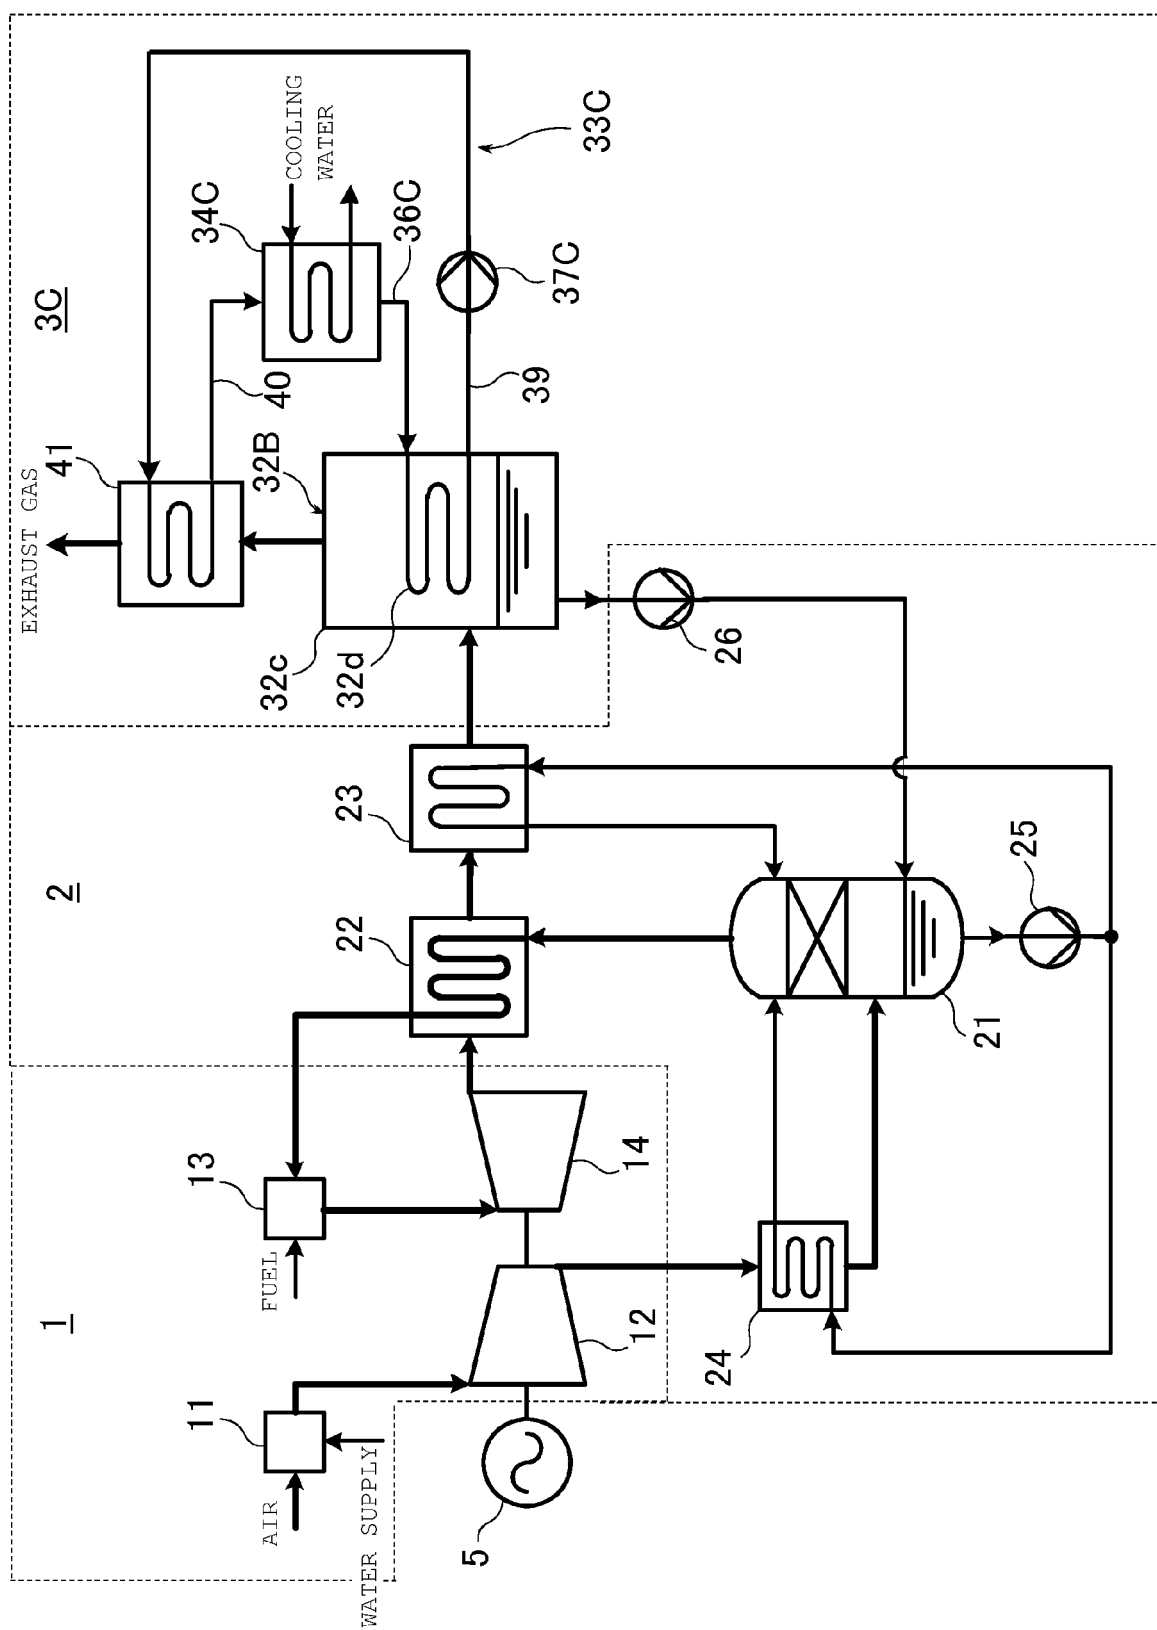 EXHAUST GAS
41
40
3C
34C
COOLING
WATER
36C
33C
37C
39
32B
32c
32d
26
2
23
22
25
21
24
1
13
FUEL
14
12
11
AIR
WATER SUPPLY
5